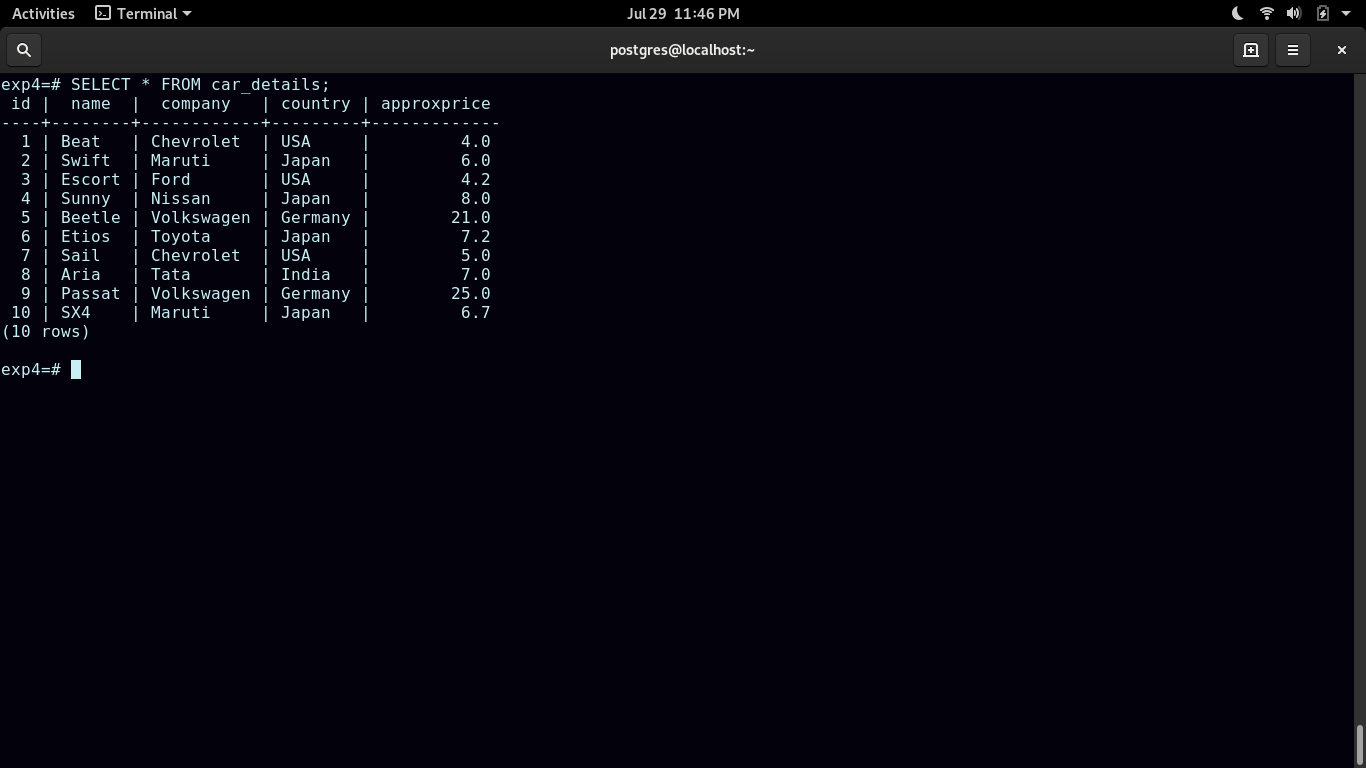 Activities Terminal Jul 29 11:46 PM
postgres@localhost:~
exp4=# SELECT * FROM car_details;
 id |  name  |  company   | country | approxprice
----+--------+------------+---------+-------------
  1 | Beat   | Chevrolet  | USA     |         4.0
  2 | Swift  | Maruti     | Japan   |         6.0
  3 | Escort | Ford       | USA     |         4.2
  4 | Sunny  | Nissan     | Japan   |         8.0
  5 | Beetle | Volkswagen | Germany |        21.0
  6 | Etios  | Toyota     | Japan   |         7.2
  7 | Sail   | Chevrolet  | USA     |         5.0
  8 | Aria   | Tata       | India   |         7.0
  9 | Passat | Volkswagen | Germany |        25.0
 10 | SX4    | Maruti     | Japan   |         6.7
(10 rows)
exp4=#